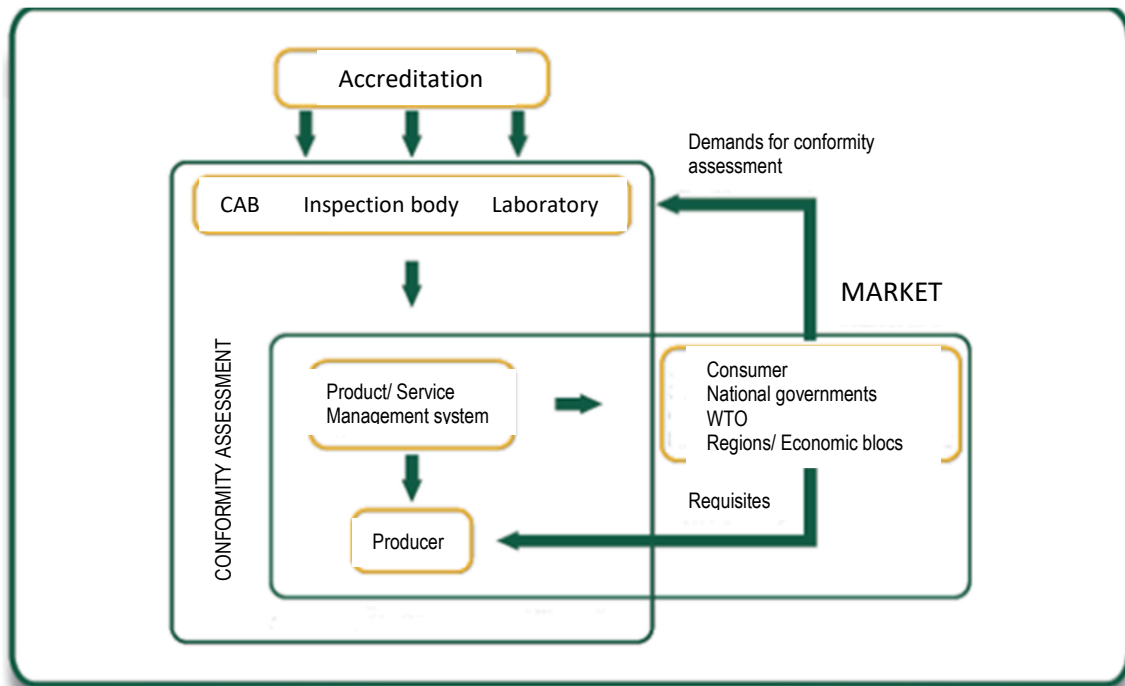 Accreditation
Demands for conformity
assessment
CAB Inspection body Laboratory
MARKET
CONFORMITY ASSESSMENT
Product/ Service
Management system
Consumer
National governments
WTO
Regions/ Economic blocs
Requisites
Producer